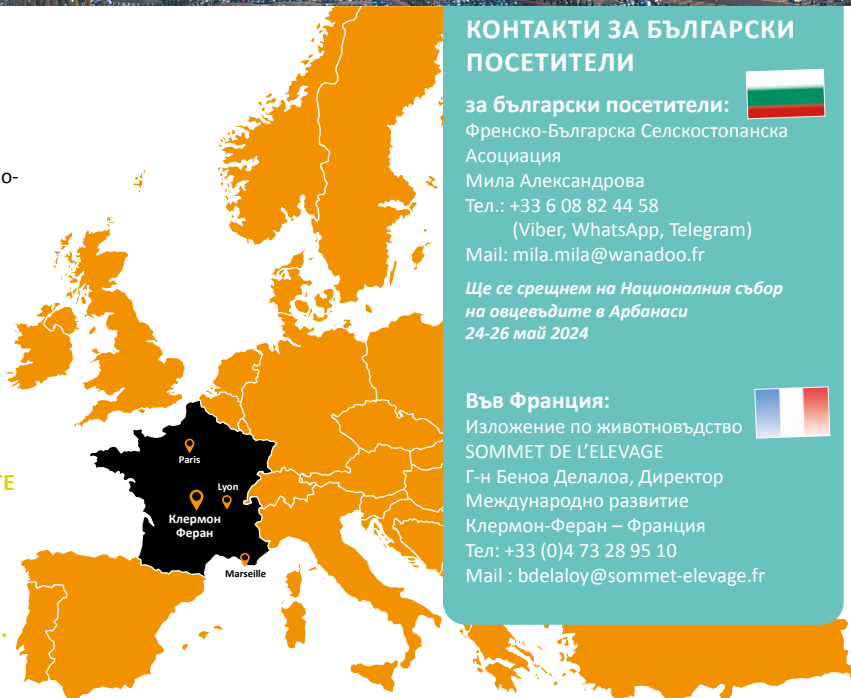 о-
TE
.
Paris
Lyon
Клермон
Феран
Marseille
КОНТАКТИ ЗА БЪЛГАРСКИ
ПОСЕТИТЕЛИ
за български посетители:
Френско-Българска Селскостопанска
Асоциация
Мила Александрова
Тел.: +33 6 08 82 44 58
(Viber, WhatsApp, Telegram)
Mail: mila.mila@wanadoo.fr
Ще се срещнем на Националния събор
на овцевъдите в Арбанаси
24-26 май 2024
Във Франция:
Изложение по животновъдство
SOMMET DE L'ELEVAGE
Г-н Беноа Делалоа, Директор
Международно развитие
Клермон-Феран – Франция
Тел: +33 (0)4 73 28 95 10
Mail : bdelaloy@sommet-elevage.fr